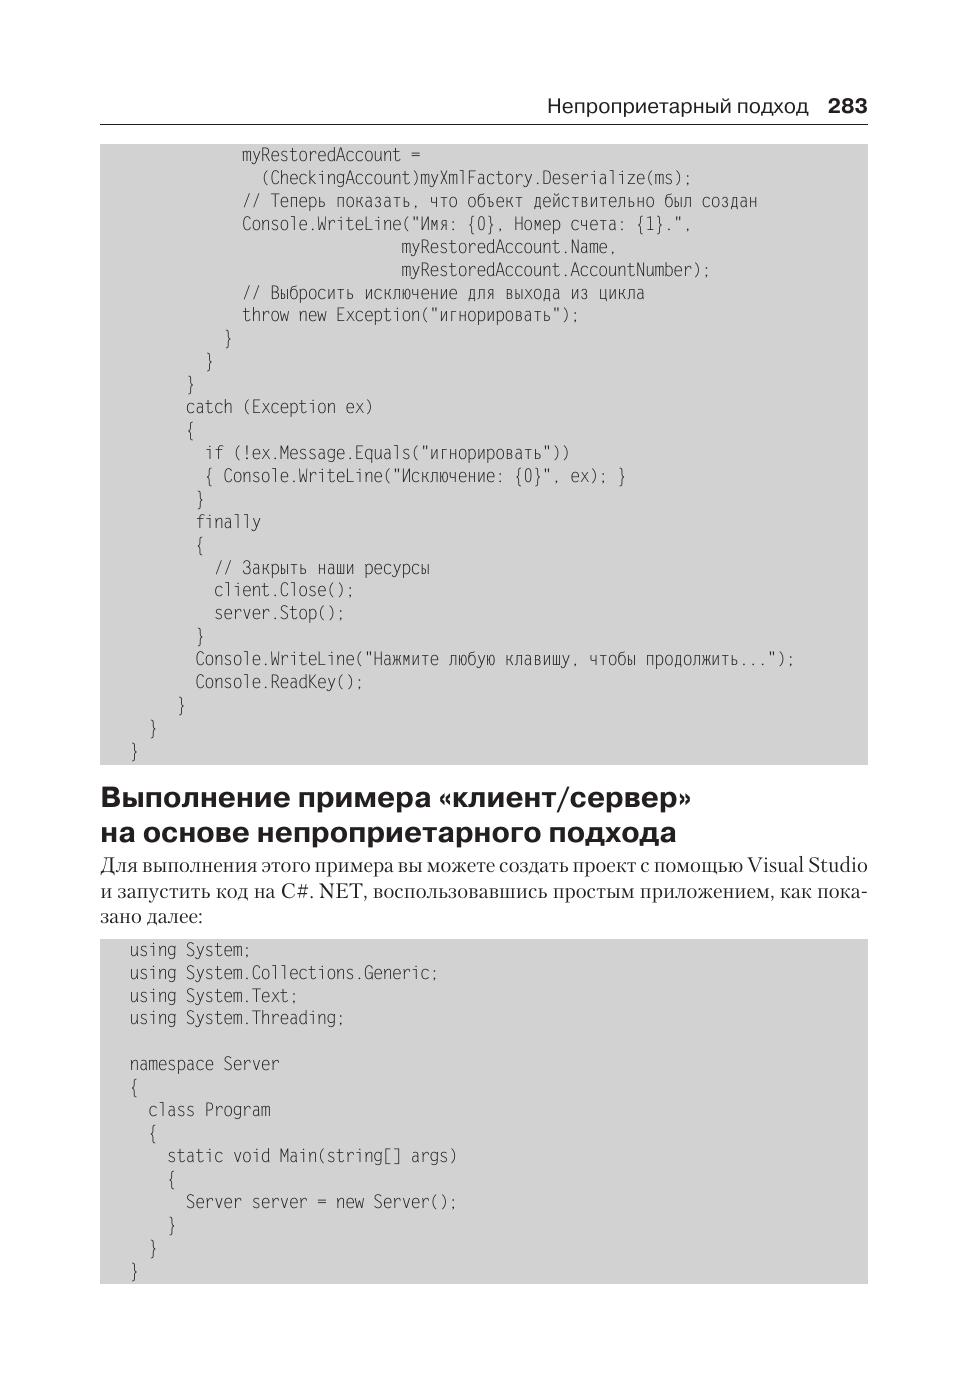 Непроприетарный подход 283
myRestoredAccount =
(CheckingAccount)myXmlFactory.Deserialize(ms);
// Теперь показать, что объект действительно был создан
Console.WriteLine("Имя: {0}, Номер счета: {1}.",
myRestoredAccount.Name,
myRestoredAccount.AccountNumber);
// Выбросить исключение для выхода из цикла
throw new Exception("игнорировать");
}
}
}
catch (Exception ex)
{
if (!ex.Message.Equals("игнорировать"))
{ Console.WriteLine("Исключение: {0}", ex); }
}
finally
{
// Закрыть наши ресурсы
client.Close();
server.Stop();
}
Console.WriteLine("Нажмите любую клавишу, чтобы продолжить...");
Console.ReadKey();
}
}
}
Выполнение примера «клиент/сервер»
на основе непроприетарного подхода
Для выполнения этого примера вы можете создать проект с помощью Visual Studio
и запустить код на C#. NET, воспользовавшись простым приложением, как пока-
зано далее:
using System;
using System.Collections.Generic;
using System.Text;
using System.Threading;
namespace Server
{
class Program
{
static void Main(string[] args)
{
Server server = new Server();
}
}
}